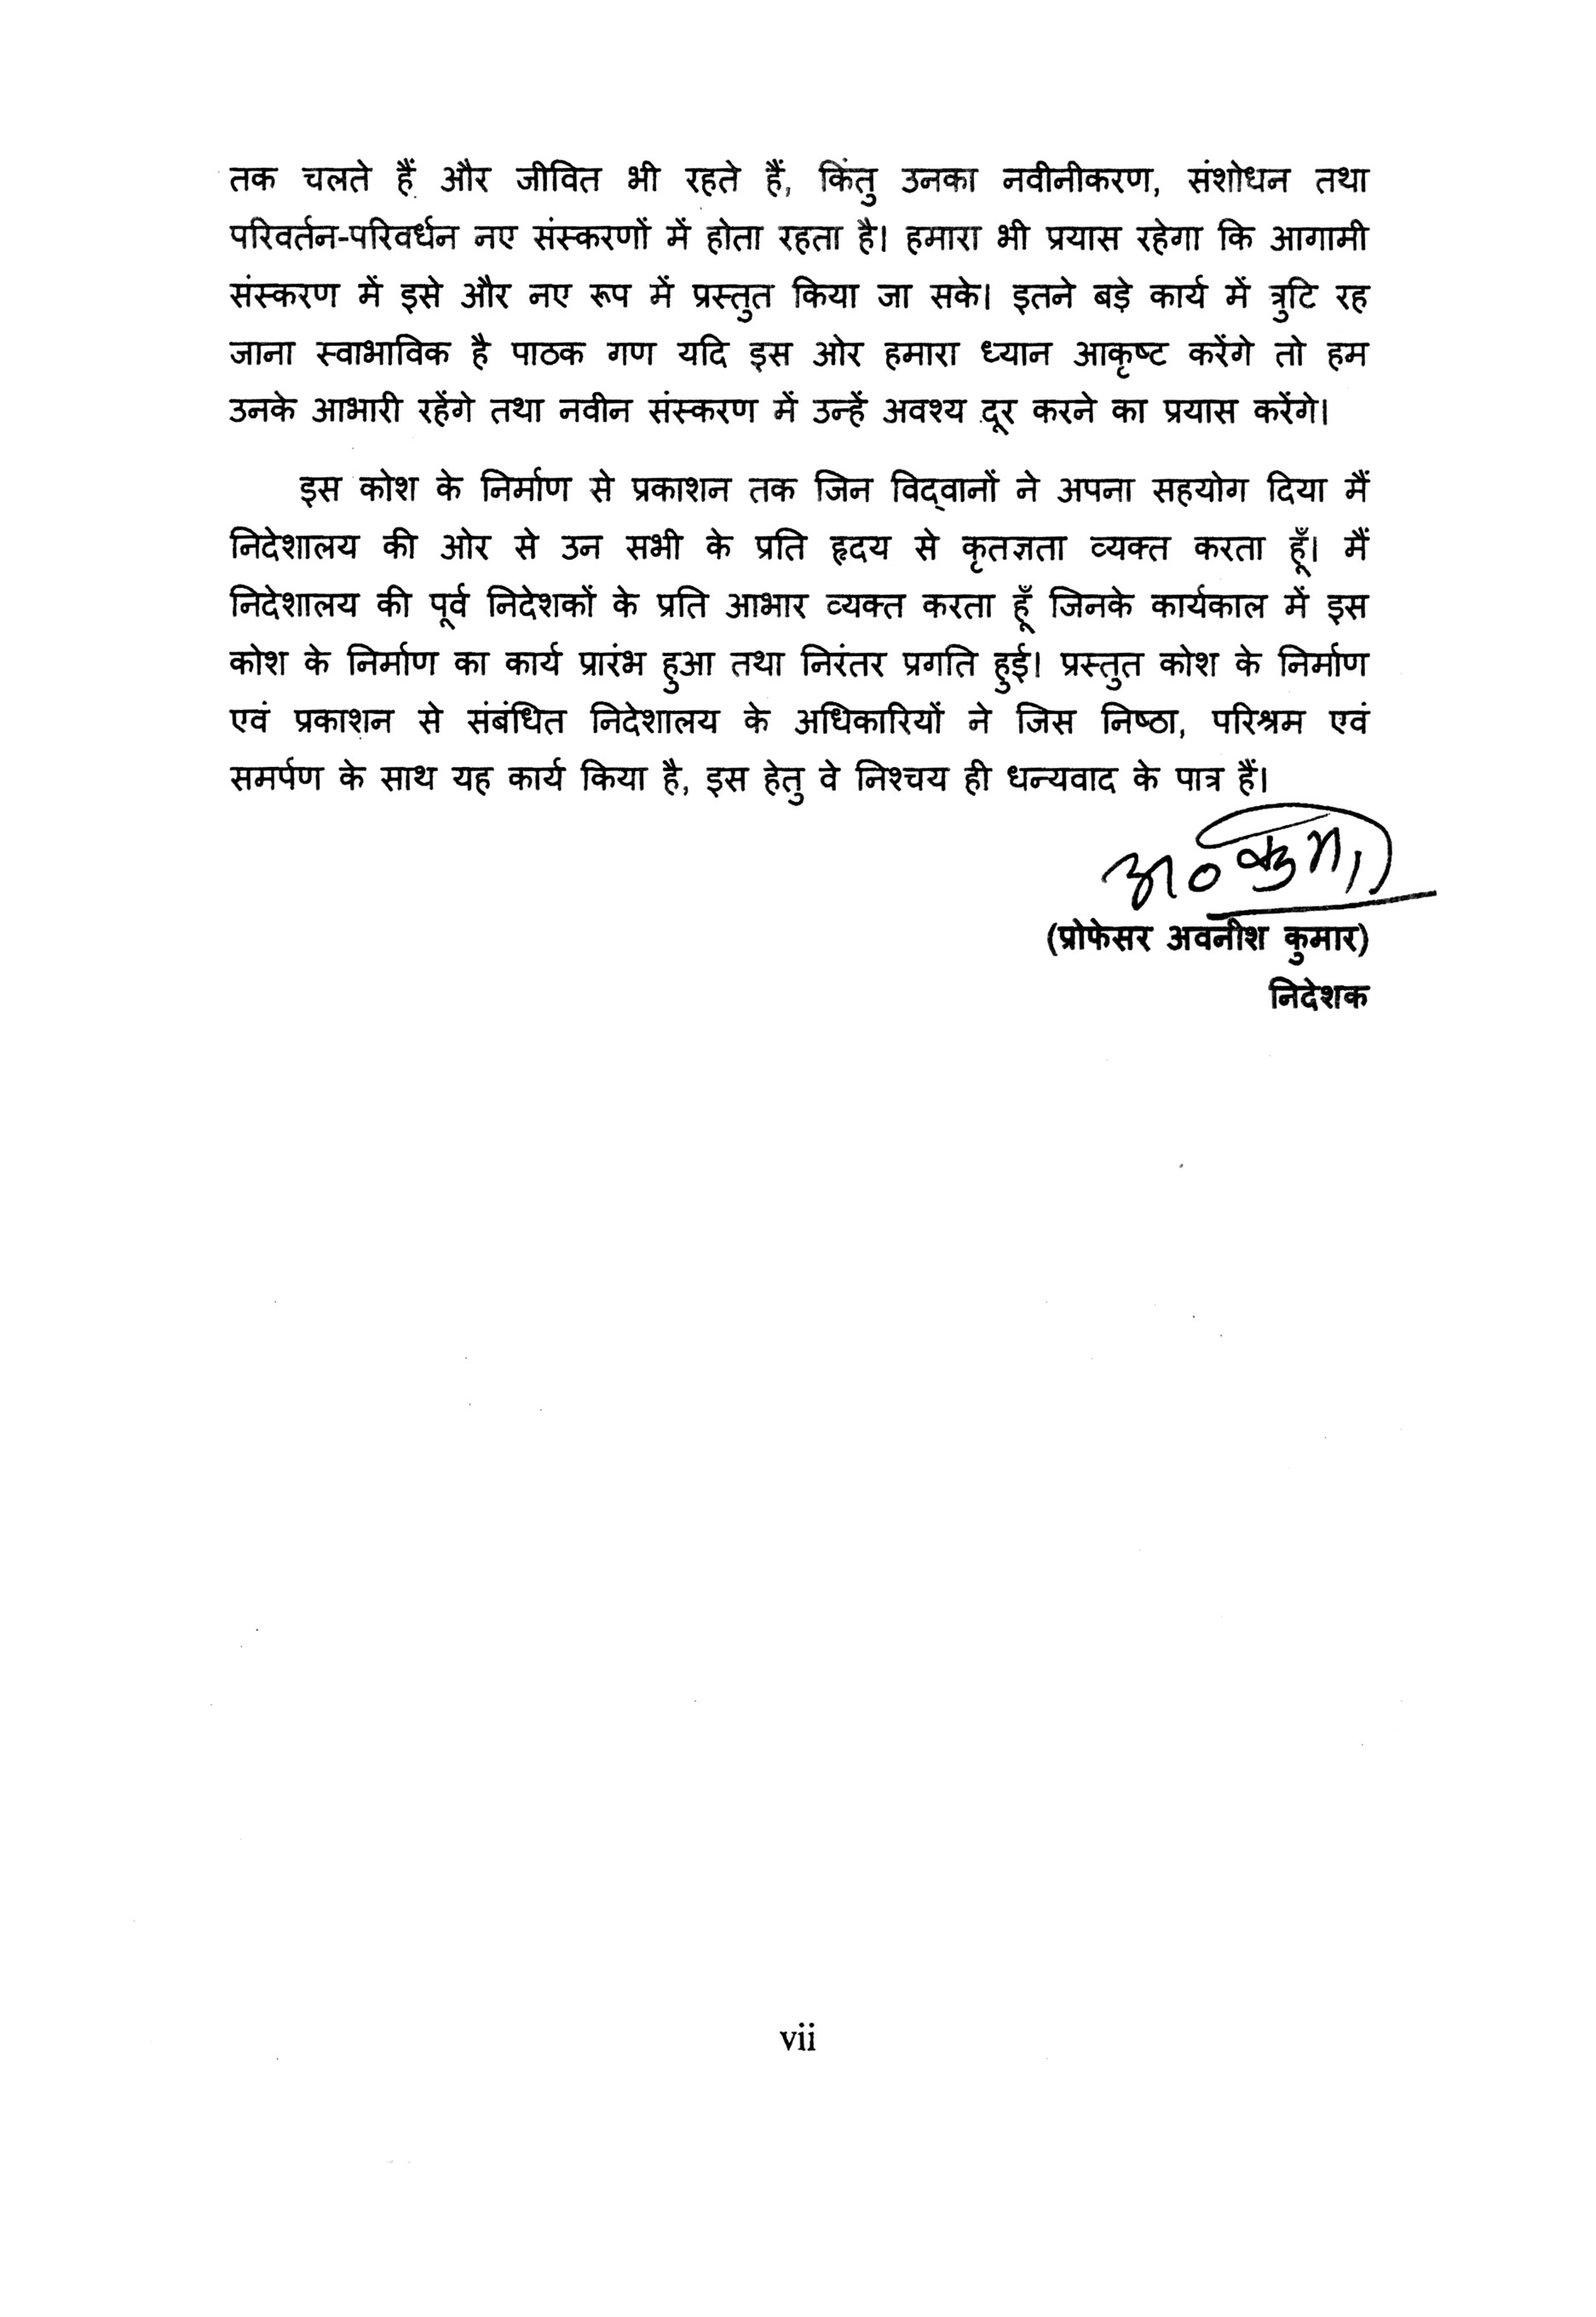 तक चलते हैं और जीवित भी रहते हैं, किंतु उनका नवीनीकरण, संशोधन तथा
परिवर्तन-परिवर्धन नए संस्करणों में होता रहता है। हमारा भी प्रयास रहेगा कि आगामी
संस्करण में इसे और नए रूप में प्रस्तुत किया जा सके। इतने बड़े कार्य में त्रुटि रह
जाना स्वाभाविक है पाठक गण यदि इस ओर हमारा ध्यान आकृष्ट करेंगे तो हम
उनके आभारी रहेंगे तथा नवीन संस्करण में उन्हें अवश्य दूर करने का प्रयास करेंगे।
इस कोश के निर्माण से प्रकाशन तक जिन विद्‌वानों ने अपना सहयोग दिया मैं
निदेशालय की ओर से उन सभी के प्रति हृदय से कृतज्ञता व्यक्त करता हूँ। मैं
निदेशालय की पूर्व निदेशकों के प्रति आभार व्यक्त करता हूँ जिनके कार्यकाल में इस
कोश के निर्माण का कार्य प्रारंभ हुआ तथा निरंतर प्रगति हुई। प्रस्तुत कोश के निर्माण
एवं प्रकाशन से संबंधित निदेशालय के अधिकारियों ने जिस निष्ठा, परिश्रम एवं
समर्पण के साथ यह कार्य किया है, इस हेतु वे निश्चय ही धन्यवाद के पात्र हैं।
(प्रोफेसर अवनीश कुमार)
निदेशक
vii